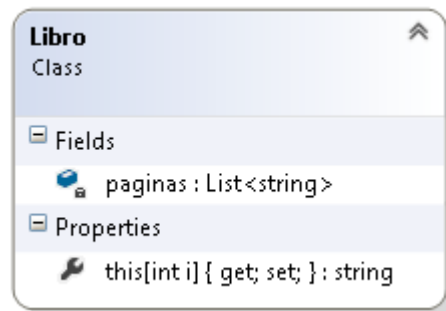 Libro
Class
Fields
paginas : List<string>
Properties
this[int i] { get; set; } : string